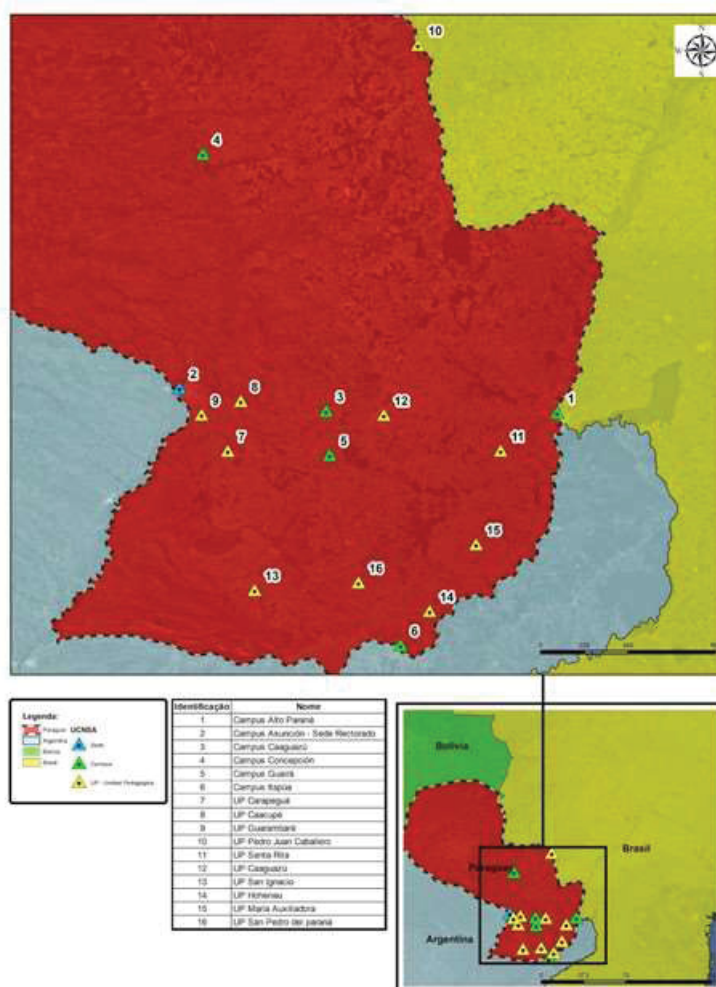 10
N
W
4
2
8
3
9
12
1
7
5
11
15
13
16
14
6
Legenda:
Paraguai UCNSA
Argentina
Sede
Bolívia
Campus
Brasil
UP - Unidad Pedagógica
Identificação Nome
1 Campus Alto Paraná
2 Campus Asunción - Sede Rectorado
3 Campus Caaguazú
4 Campus Concepción
5 Campus Guairá
6 Campus Itapúa
7 UP Carapeguá
8 UP Caacupé
9 UP Guarambaré
10 UP Pedro Juan Caballero
11 UP Santa Rita
12 UP Caaguazú
13 UP San Ignacio
14 UP Hohenau
15 UP María Auxiliadora
16 UP San Pedro del paraná
Bolívia
Brasil
Paraguai
Argentina